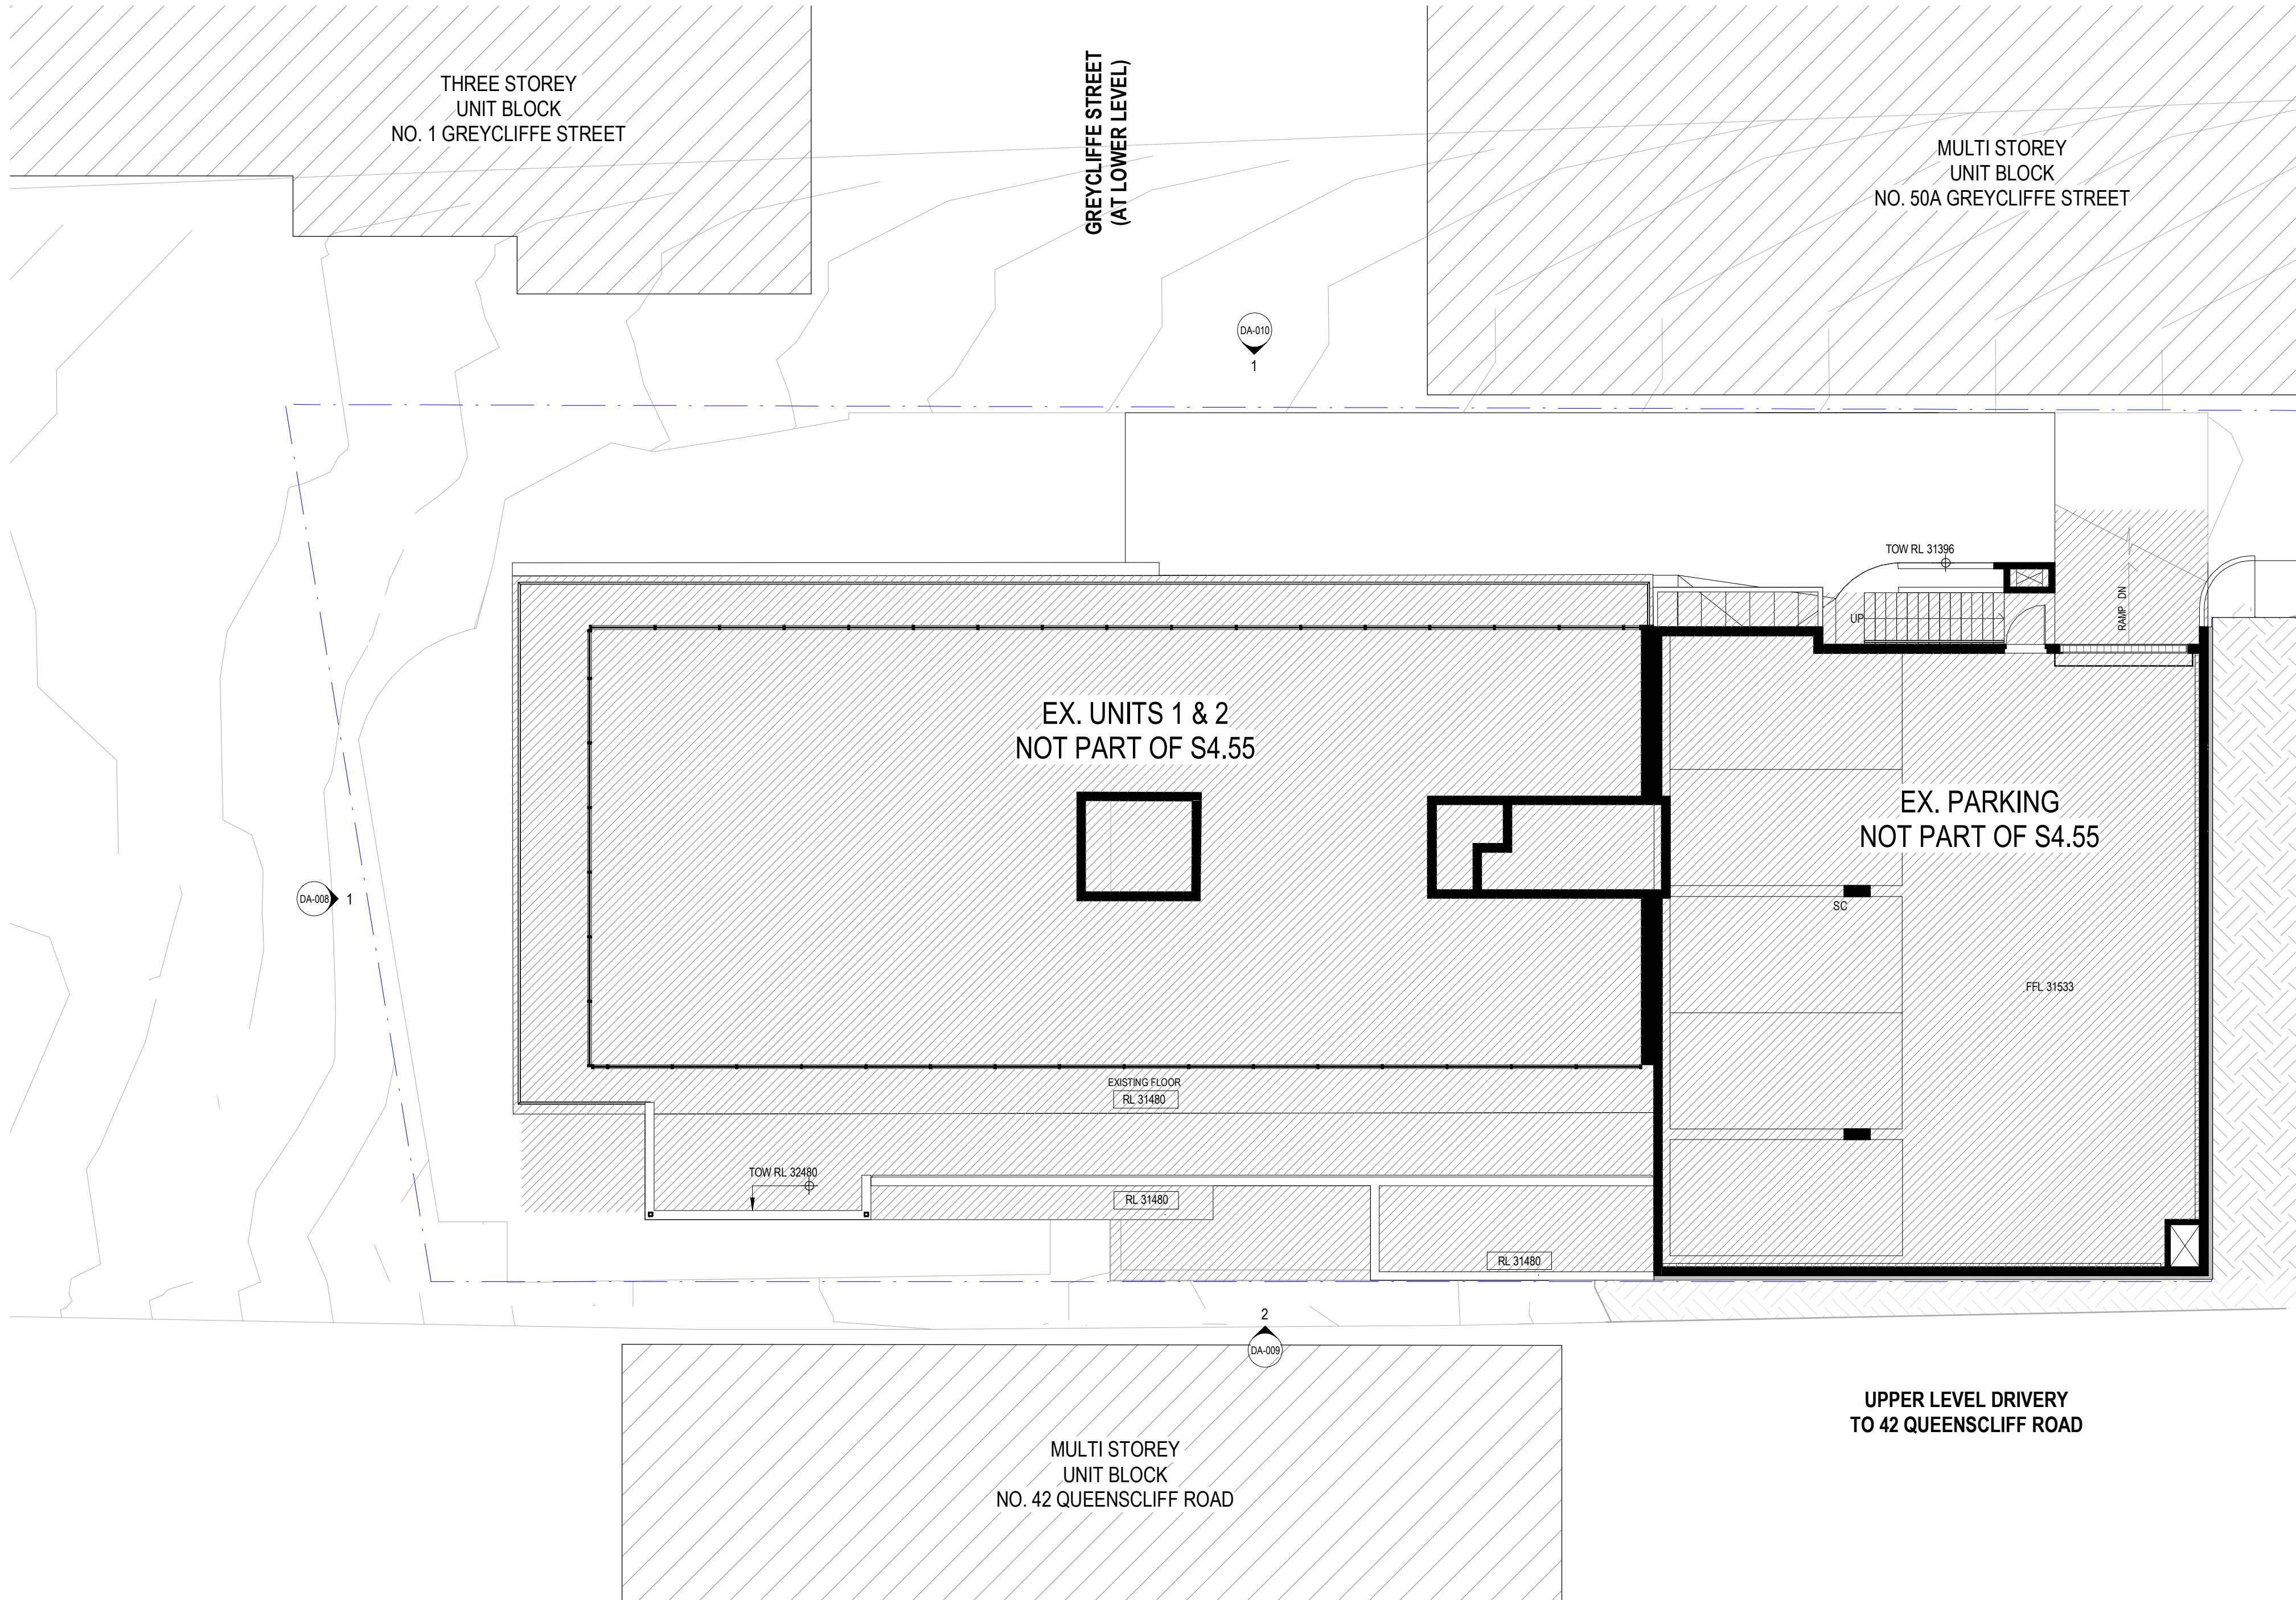 THREE STOREY
UNIT BLOCK
NO. 1 GREYCLIFFE STREET
GREYCLIFFE STREET
(AT LOWER LEVEL)
MULTI STOREY
UNIT BLOCK
NO. 50A GREYCLIFFE STREET
DA-010
1
TOW RL 31396
UP
RAMP DN
EX. UNITS 1 & 2
NOT PART OF S4.55
EX. PARKING
NOT PART OF S4.55
DA-008
1
SC
FFL 31533
EXISTING FLOOR
RL 31480
TOW RL 32480
RL 31480
RL 31480
2
DA-009
UPPER LEVEL DRIVERY
TO 42 QUEENSCLIFF ROAD
MULTI STOREY
UNIT BLOCK
NO. 42 QUEENSCLIFF ROAD